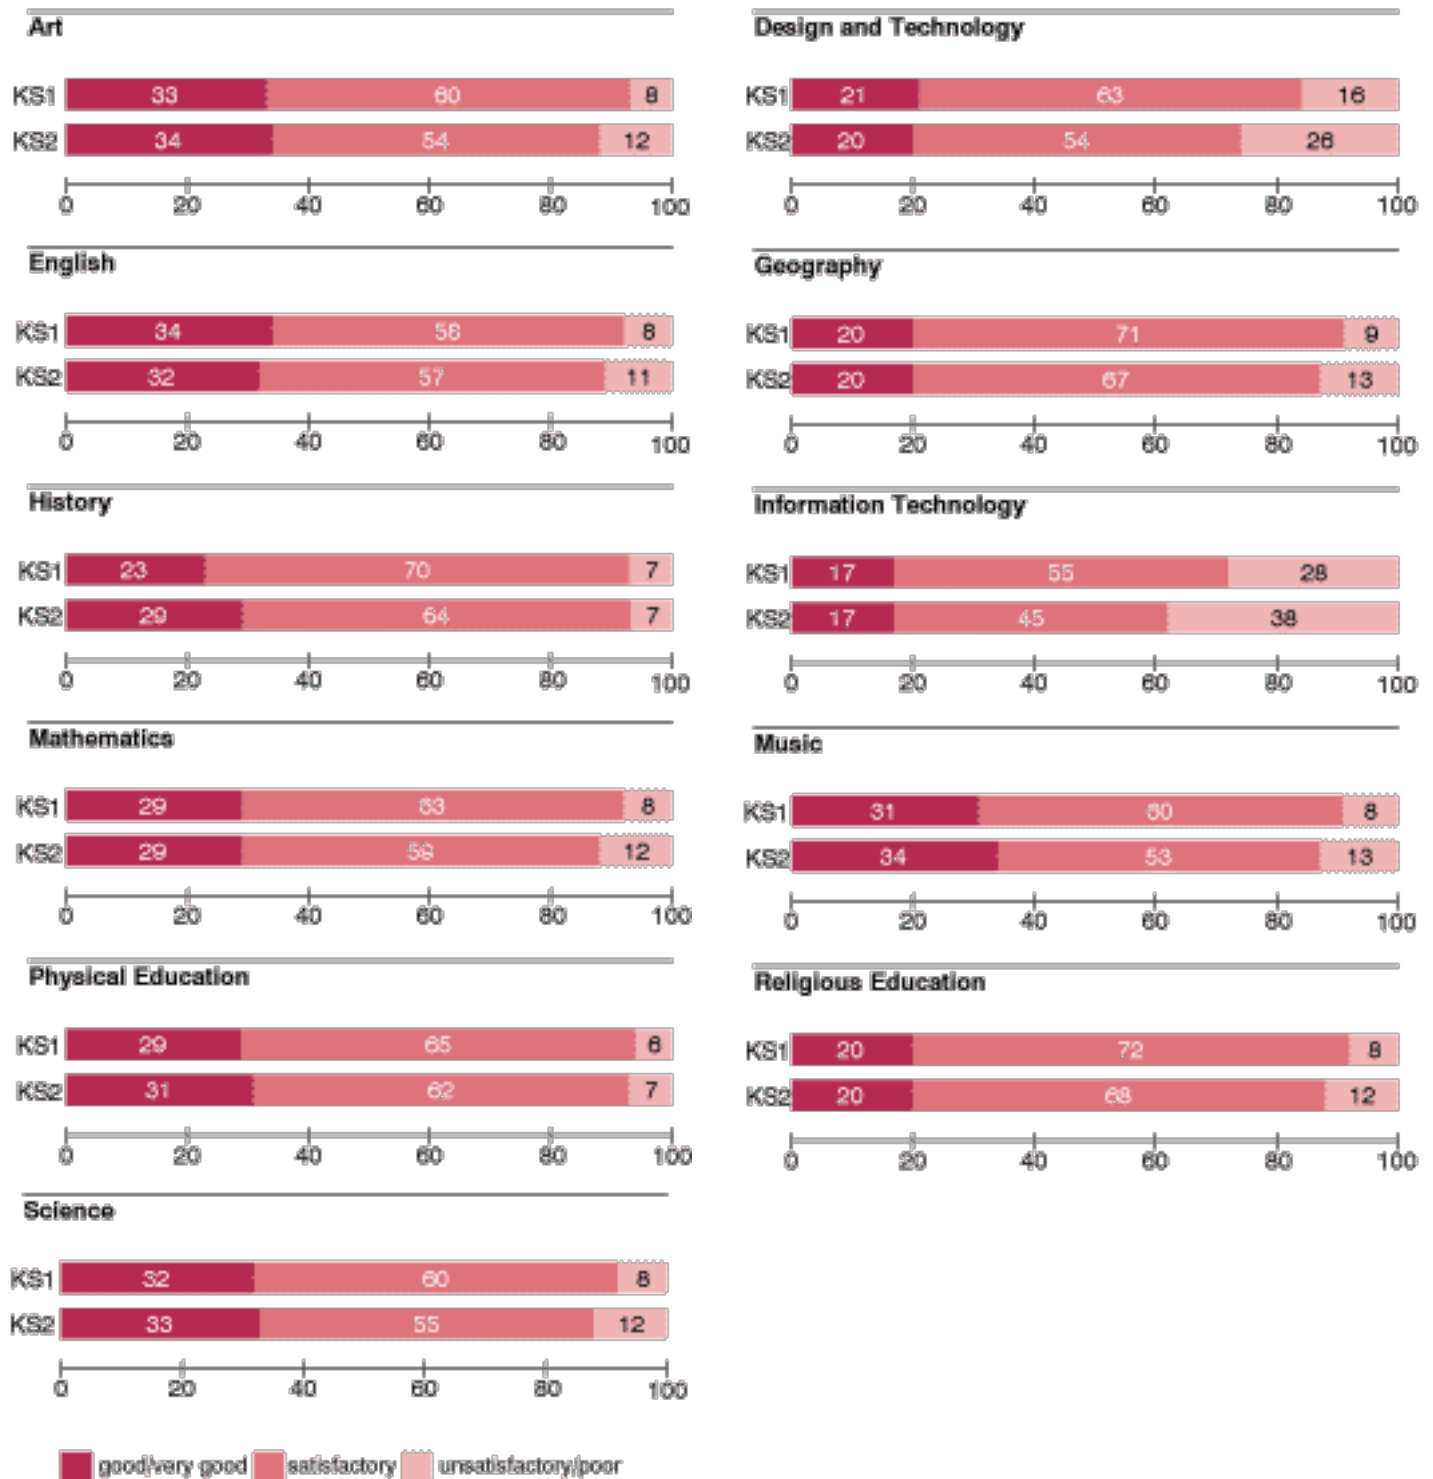 Art
KS1 33 60 8
KS2 34 54 12
0 20 40 60 80 100
Design and Technology
KS1 21 63 16
KS2 20 54 26
0 20 40 60 80 100
English
KS1 34 58 8
KS2 32 57 11
0 20 40 60 80 100
Geography
KS1 20 71 9
KS2 20 67 13
0 20 40 60 80 100
History
KS1 23 70 7
KS2 29 64 7
0 20 40 60 80 100
Information Technology
KS1 17 55 28
KS2 17 45 38
0 20 40 60 80 100
Mathematics
KS1 29 63 8
KS2 29 59 12
0 20 40 60 80 100
Music
KS1 31 60 8
KS2 34 53 13
0 20 40 60 80 100
Physical Education
KS1 29 65 6
KS2 31 62 7
0 20 40 60 80 100
Religious Education
KS1 20 72 8
KS2 20 68 12
0 20 40 60 80 100
Science
KS1 32 60 8
KS2 33 55 12
0 20 40 60 80 100
good/very good satisfactory unsatisfactory/poor